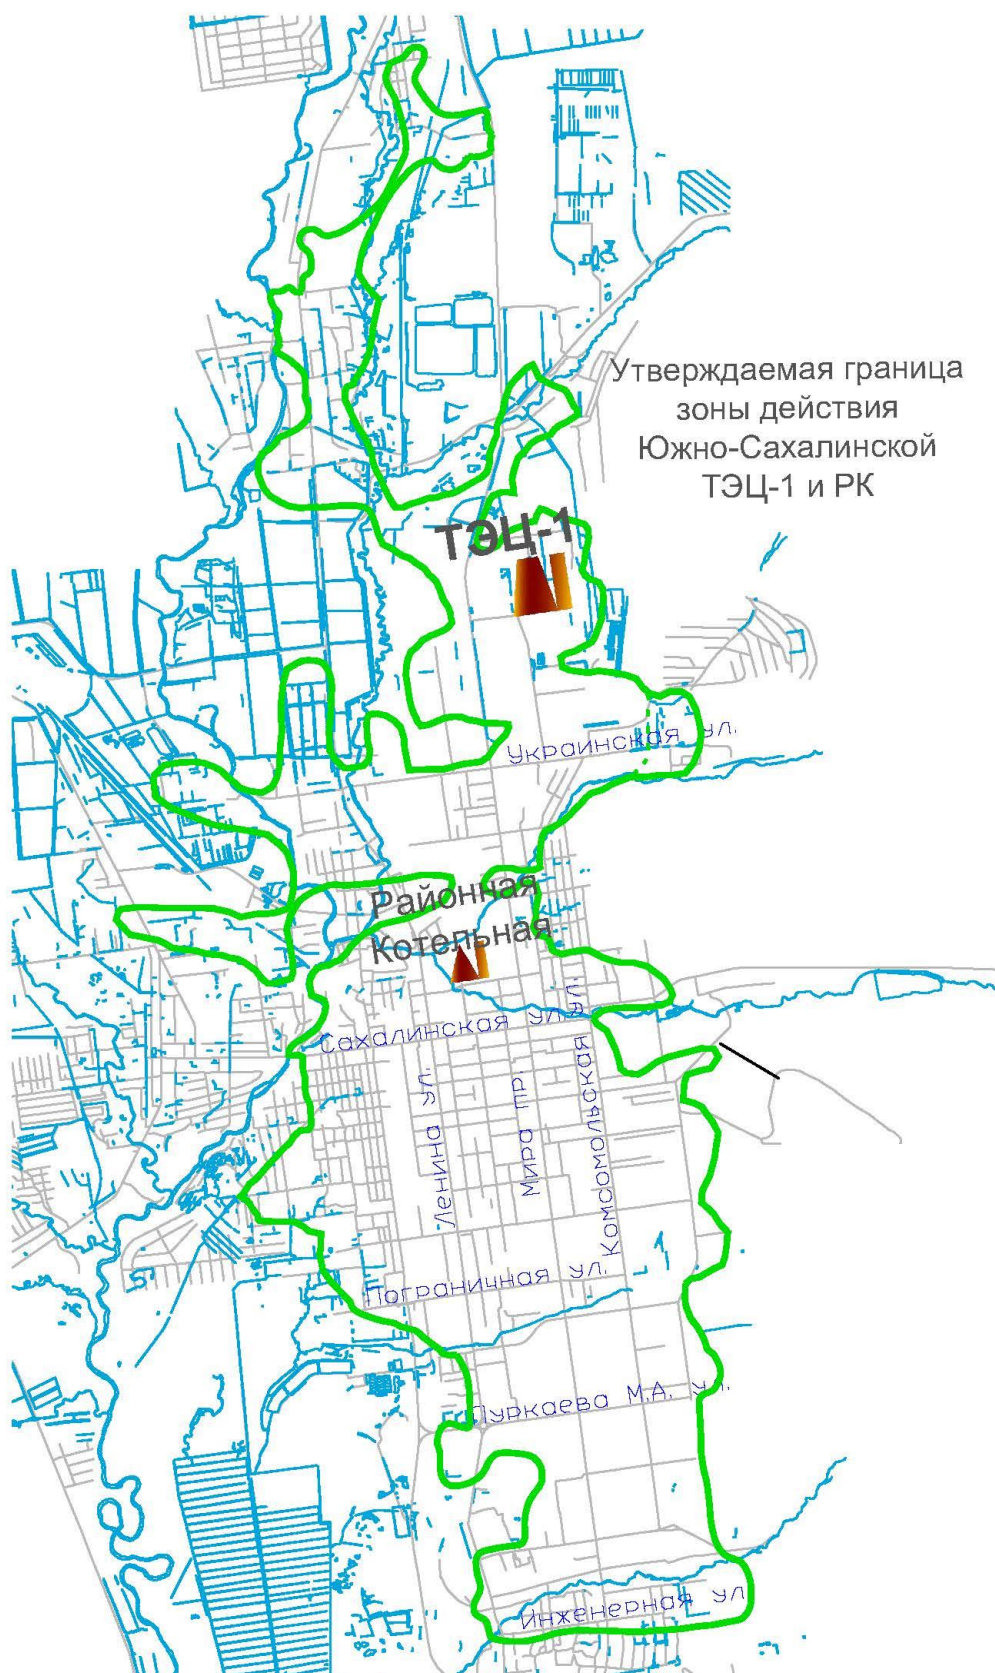 Утверждаемая граница
зоны действия
Южно-Сахалинской
ТЭЦ-1 и РК
ТЭЦ-1
Украинская ул.
Районная
Котельная
Сахалинская ул.
ул.
Ленина ул.
Мира пр.
Комсомольская
Пограничная ул.
Пуркаева М.А. ул.
Инженерная ул